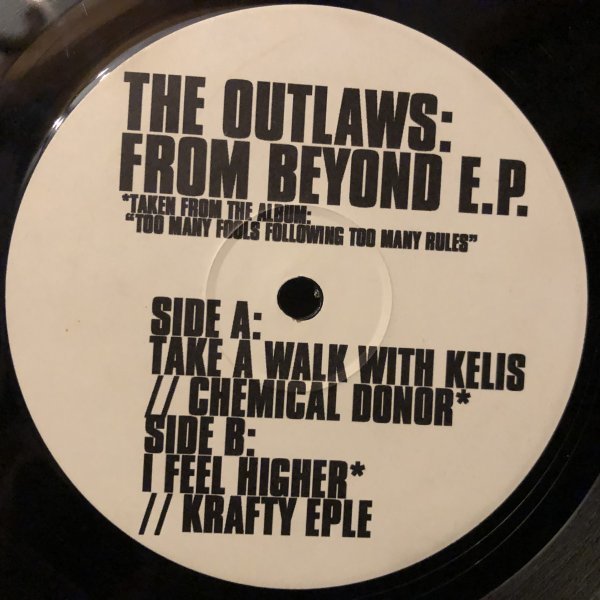 THE OUTLAWS:
FROM BEYOND E.P.
*TAKEN FROM THE ALBUM:
"TOO MANY FOOLS FOLLOWING TOO MANY RULES"
SIDE A:
TAKE A WALK WITH KELIS
// CHEMICAL DONOR*
SIDE B:
I FEEL HIGHER*
// KRAFTY EPLE